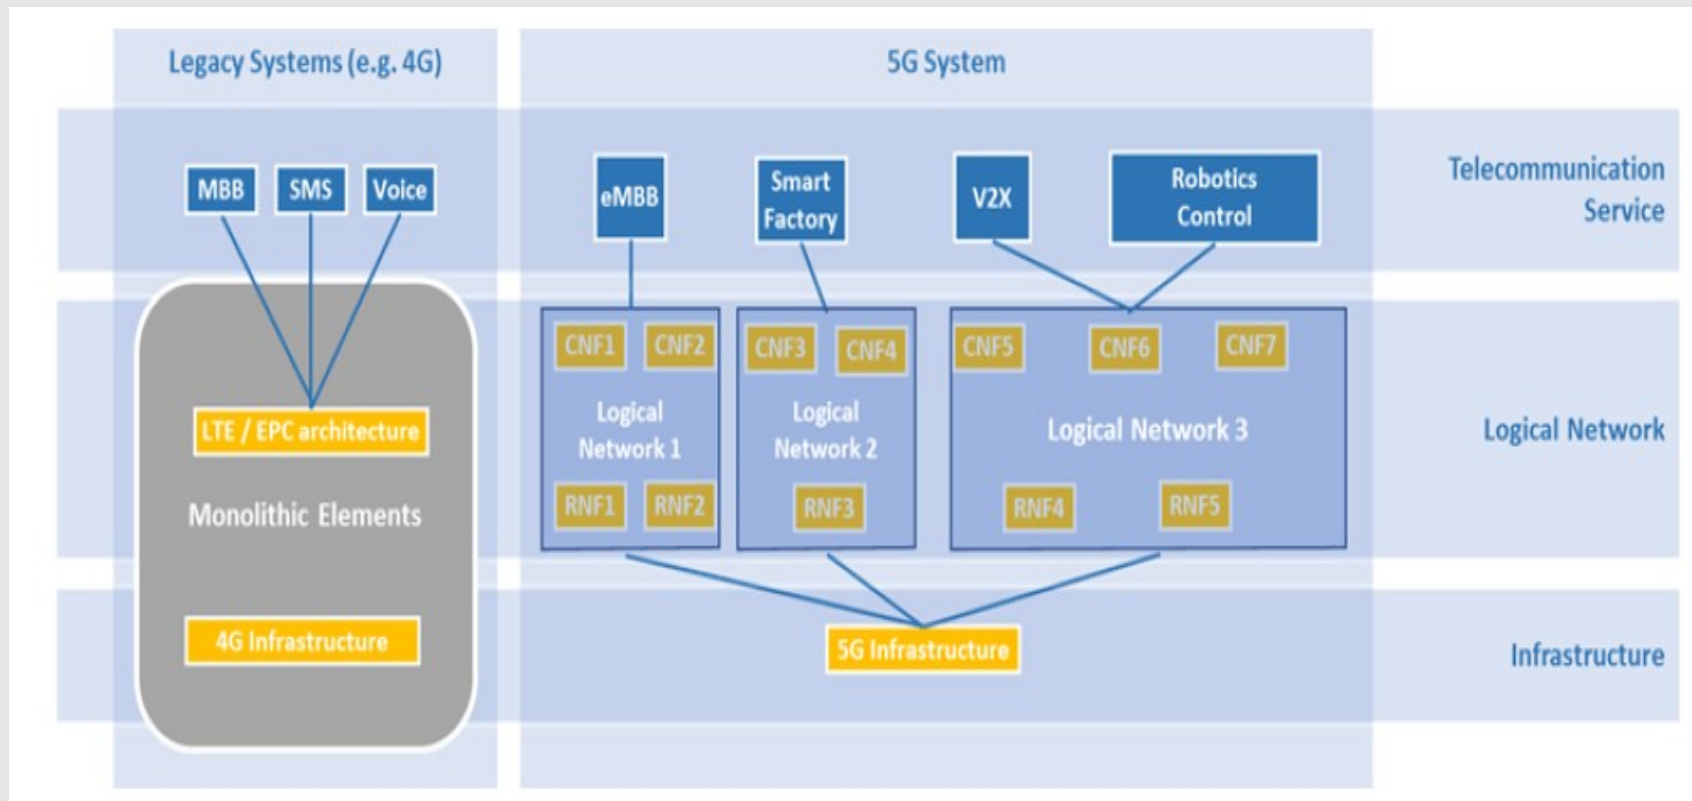 Legacy Systems (e.g. 4G)
5G System
MBB
SMS
Voice
eMBB
Smart
Factory
V2X
Robotics
Control
Telecommunication
Service
CNF1
CNF2
CNF3
CNF4
CNF5
CNF6
CNF7
LTE / EPC architecture
Logical
Network 1
Logical
Network 2
Logical Network 3
Logical Network
Monolithic Elements
RNF1
RNF2
RNF3
RNF4
RNF5
4G Infrastructure
5G Infrastructure
Infrastructure